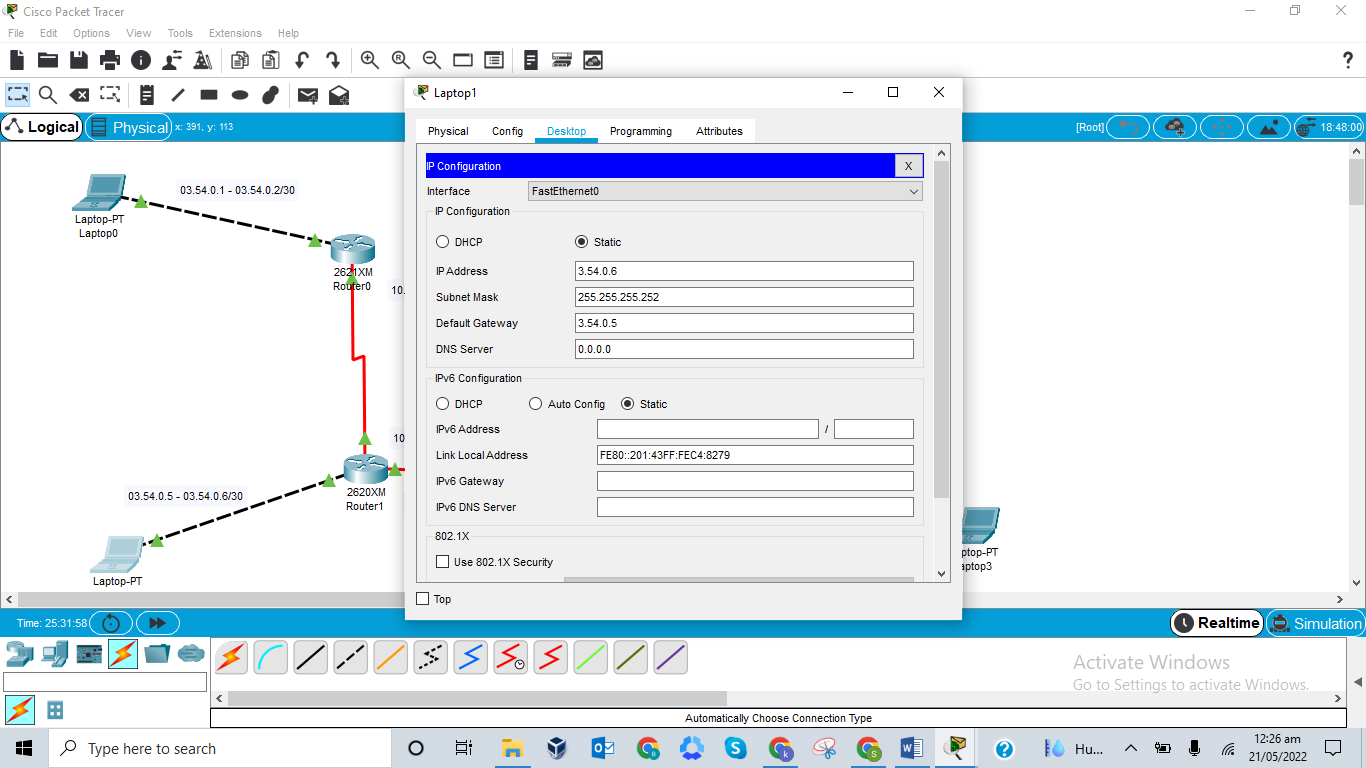 Cisco Packet Tracer
File Edit Options View Tools Extensions Help
Logical
Physical
x: 391, y: 113
[Root]
18:48:00
03.54.0.1 - 03.54.0.2/30
Laptop-PT
Laptop0
2621XM
Router0
10.
10
2620XM
Router1
03.54.0.5 - 03.54.0.6/30
Laptop-PT
Laptop1
Physical Config Desktop Programming Attributes
IP Configuration
X
Interface FastEthernet0
IP Configuration
DHCP Static
IP Address 3.54.0.6
Subnet Mask 255.255.255.252
Default Gateway 3.54.0.5
DNS Server 0.0.0.0
IPv6 Configuration
DHCP Auto Config Static
IPv6 Address /
Link Local Address FE80::201:43FF:FEC4:8279
IPv6 Gateway
IPv6 DNS Server
802.1X
Use 802.1X Security
Top
ptop-PT
aptop3
Time: 25:31:58
Realtime
Simulation
Automatically Choose Connection Type
Activate Windows
Go to Settings to activate Windows.
Type here to search
k
S
Hu...
12:26 am
21/05/2022